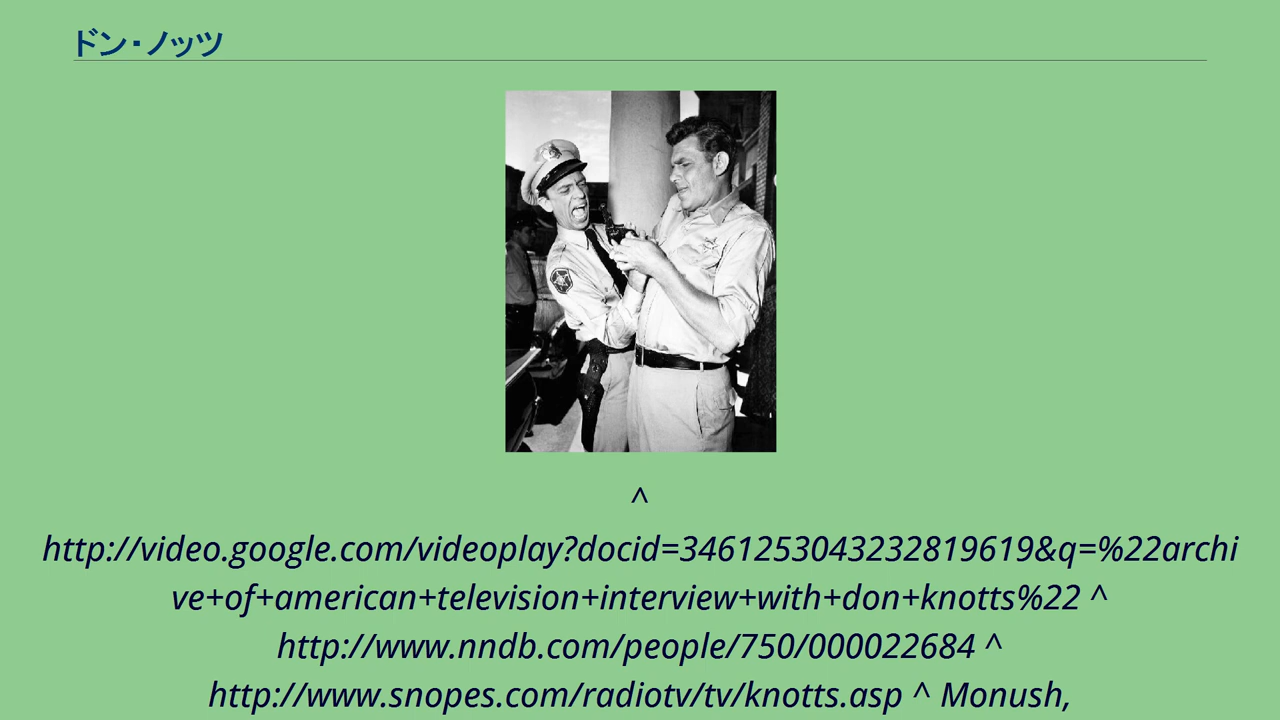 ドン・ノッツ
^
http://video.google.com/videoplay?docid=3461253043232819619&q=%22archi
ve+of+american+television+interview+with+don+knotts%22 ^
http://www.nndb.com/people/750/000022684 ^
http://www.snopes.com/radiotv/tv/knotts.asp ^ Monush,